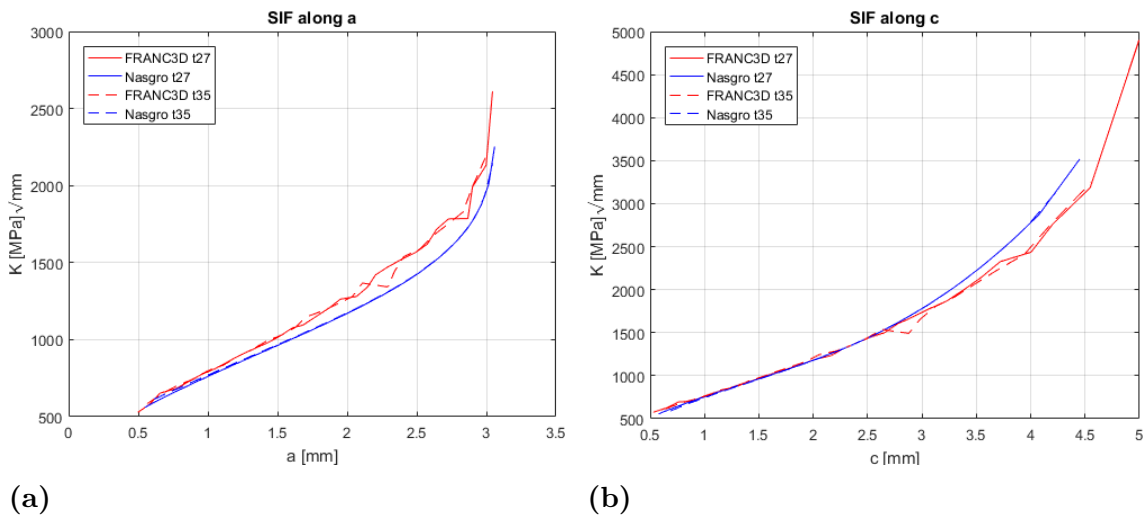 SIF along a
3000
2500
2000
1500
1000
500
K [MPa]√mm
FRANC3D t27
Nasgro t27
FRANC3D t35
Nasgro t35
0 0.5 1 1.5 2 2.5 3 3.5
a [mm]
(a)
SIF along c
5000
4500
4000
3500
3000
2500
2000
1500
1000
500
K [MPa]√mm
FRANC3D t27
Nasgro t27
FRANC3D t35
Nasgro t35
0.5 1 1.5 2 2.5 3 3.5 4 4.5 5
c [mm]
(b)